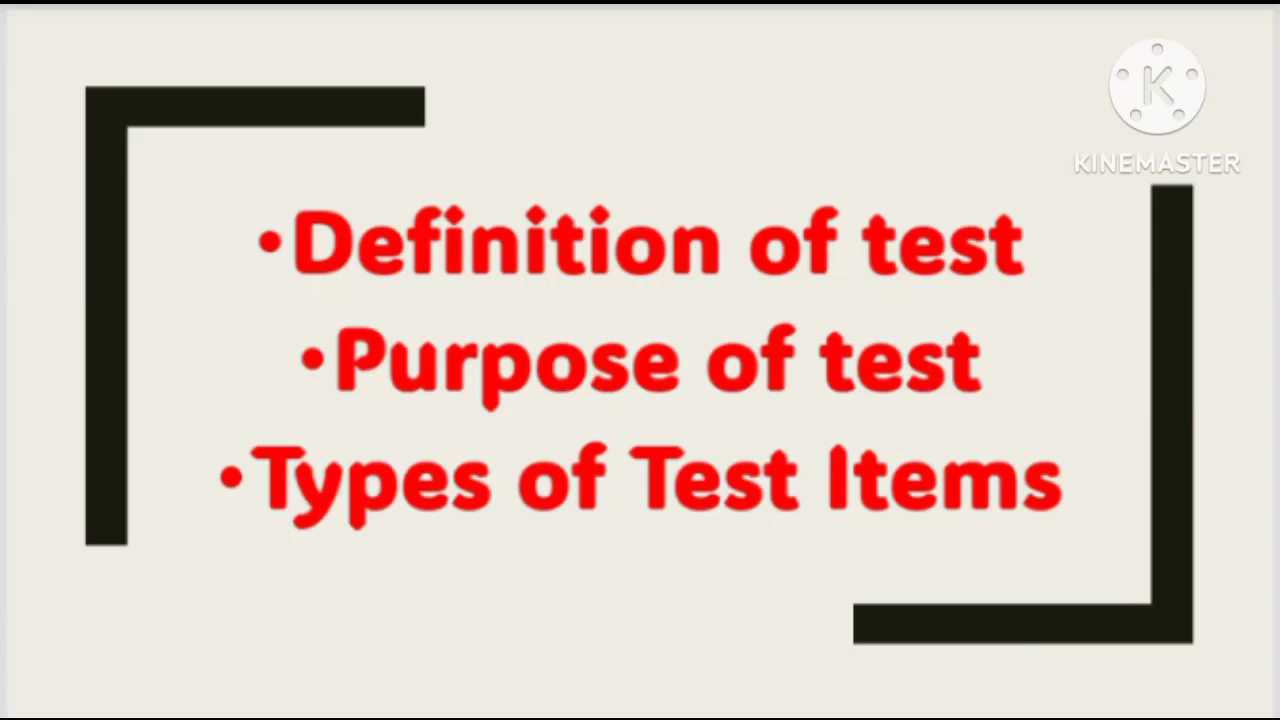 K
KINEMASTER
•Definition of test
•Purpose of test
•Types of Test Items